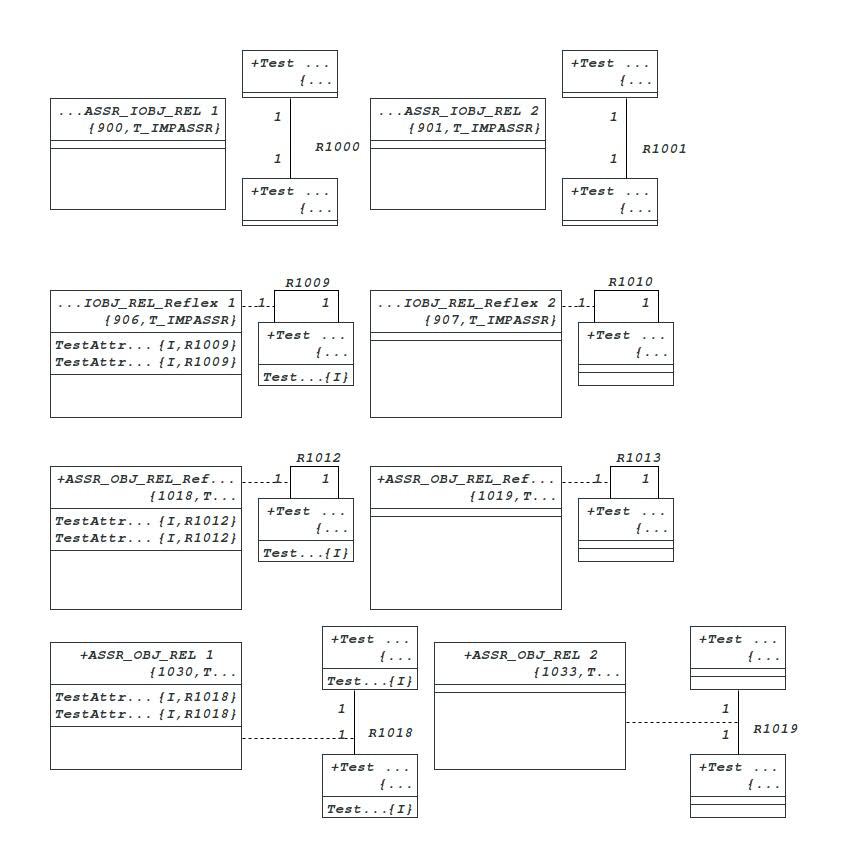 +Test ...
{...
+Test ...
{...
...ASSR_IOBJ_REL 1
{900,T_IMPASSR}
1
1
R1000
...ASSR_IOBJ_REL 2
{901,T_IMPASSR}
1
1
R1001
+Test ...
{...
+Test ...
{...
R1009
R1010
...IOBJ_REL_Reflex 1
{906,T_IMPASSR}
TestAttr... {I,R1009}
TestAttr... {I,R1009}
1
1
+Test ...
{...
Test...{I}
...IOBJ_REL_Reflex 2
{907,T_IMPASSR}
1
1
+Test ...
{...
R1012
R1013
+ASSR_OBJ_REL_Ref...
{1018,T...
TestAttr... {I,R1012}
TestAttr... {I,R1012}
1
1
+Test ...
{...
Test...{I}
+ASSR_OBJ_REL_Ref...
{1019,T...
1
1
+Test ...
{...
+ASSR_OBJ_REL 1
{1030,T...
TestAttr... {I,R1018}
TestAttr... {I,R1018}
+Test ...
{...
Test...{I}
1
1
R1018
+Test ...
{...
Test...{I}
+ASSR_OBJ_REL 2
{1033,T...
+Test ...
{...
1
1
R1019
+Test ...
{...